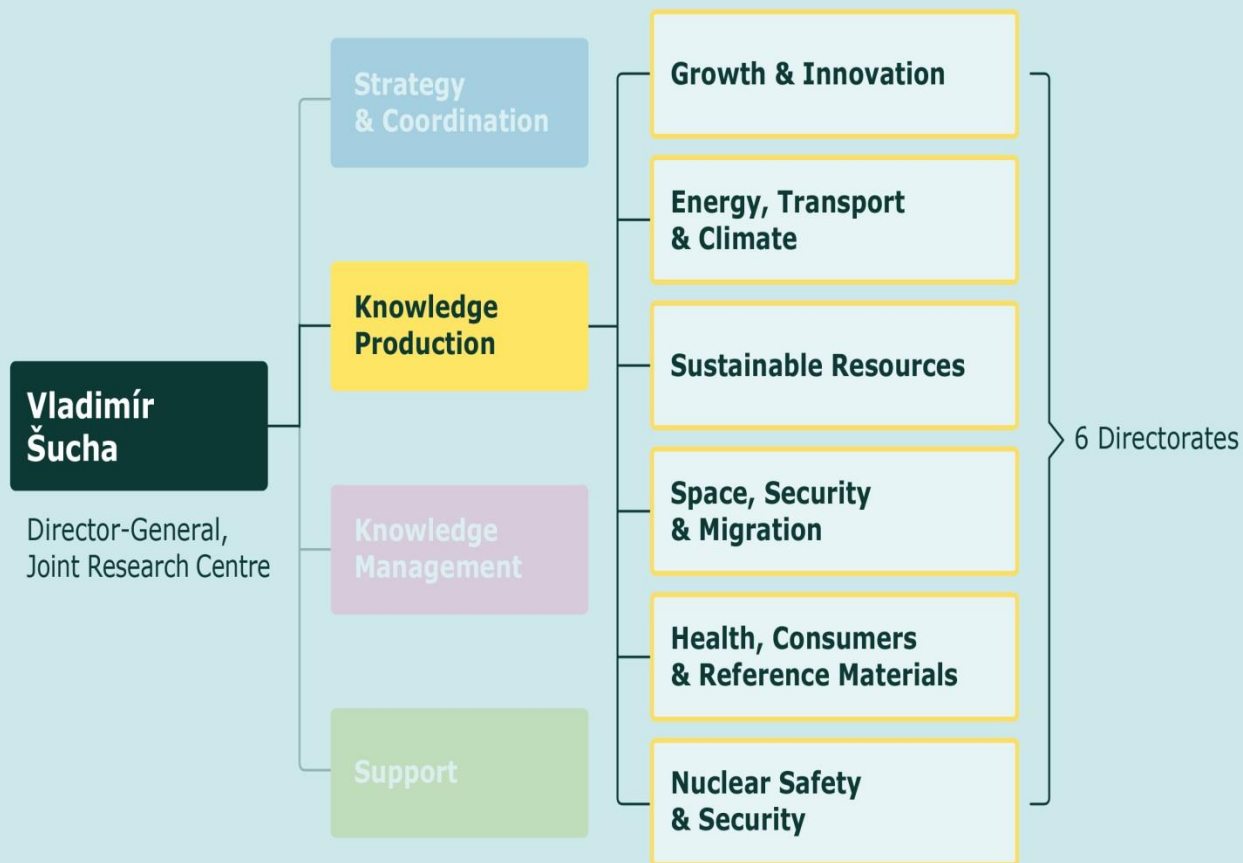 Vladimír
Šucha
Director-General,
Joint Research Centre
Strategy
& Coordination
Knowledge
Production
Knowledge
Management
Support
Growth & Innovation
Energy, Transport
& Climate
Sustainable Resources
Space, Security
& Migration
Health, Consumers
& Reference Materials
Nuclear Safety
& Security
6 Directorates